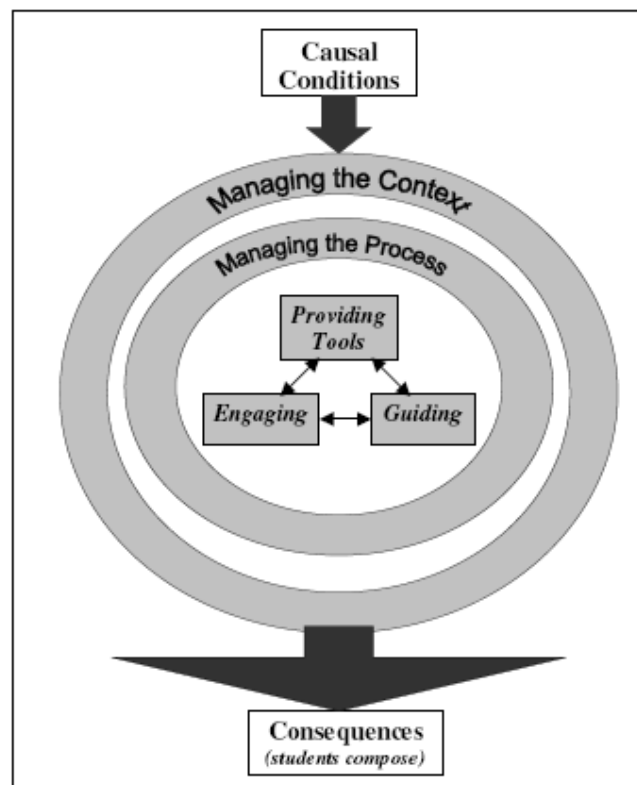 Causal
Conditions
Managing the Context
Managing the Process
Providing
Tools
Engaging
Guiding
Consequences
(students compose)